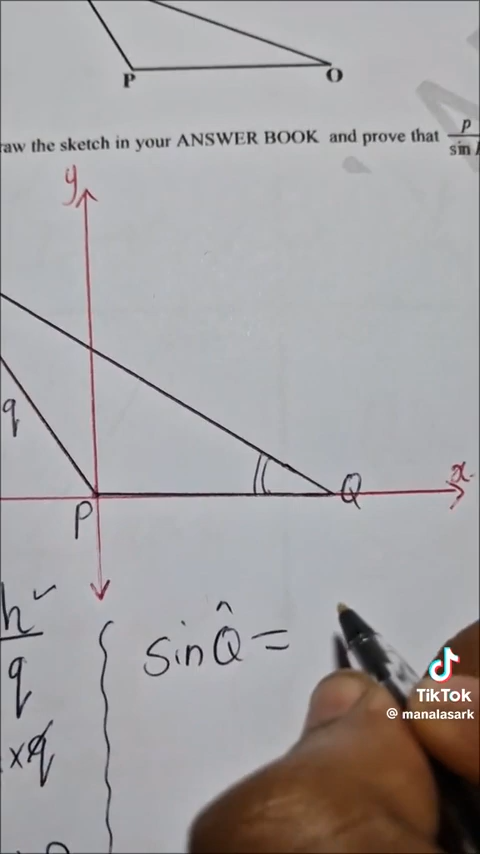 P
Q
raw the sketch in your ANSWER BOOK and prove that p
sin
y
q
x
P
Q
h
q
sin Q̂ =
×q
TikTok
@ manalasark